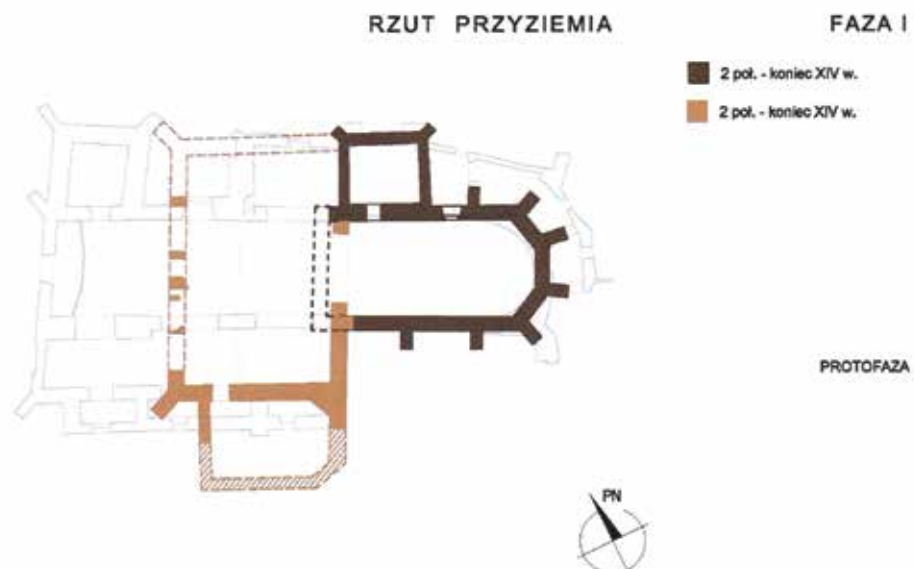 RZUT PRZYZIEMIA
FAZA I
2 poł. - koniec XIV w.
2 poł. - koniec XIV w.
PROTOFAZA
PN